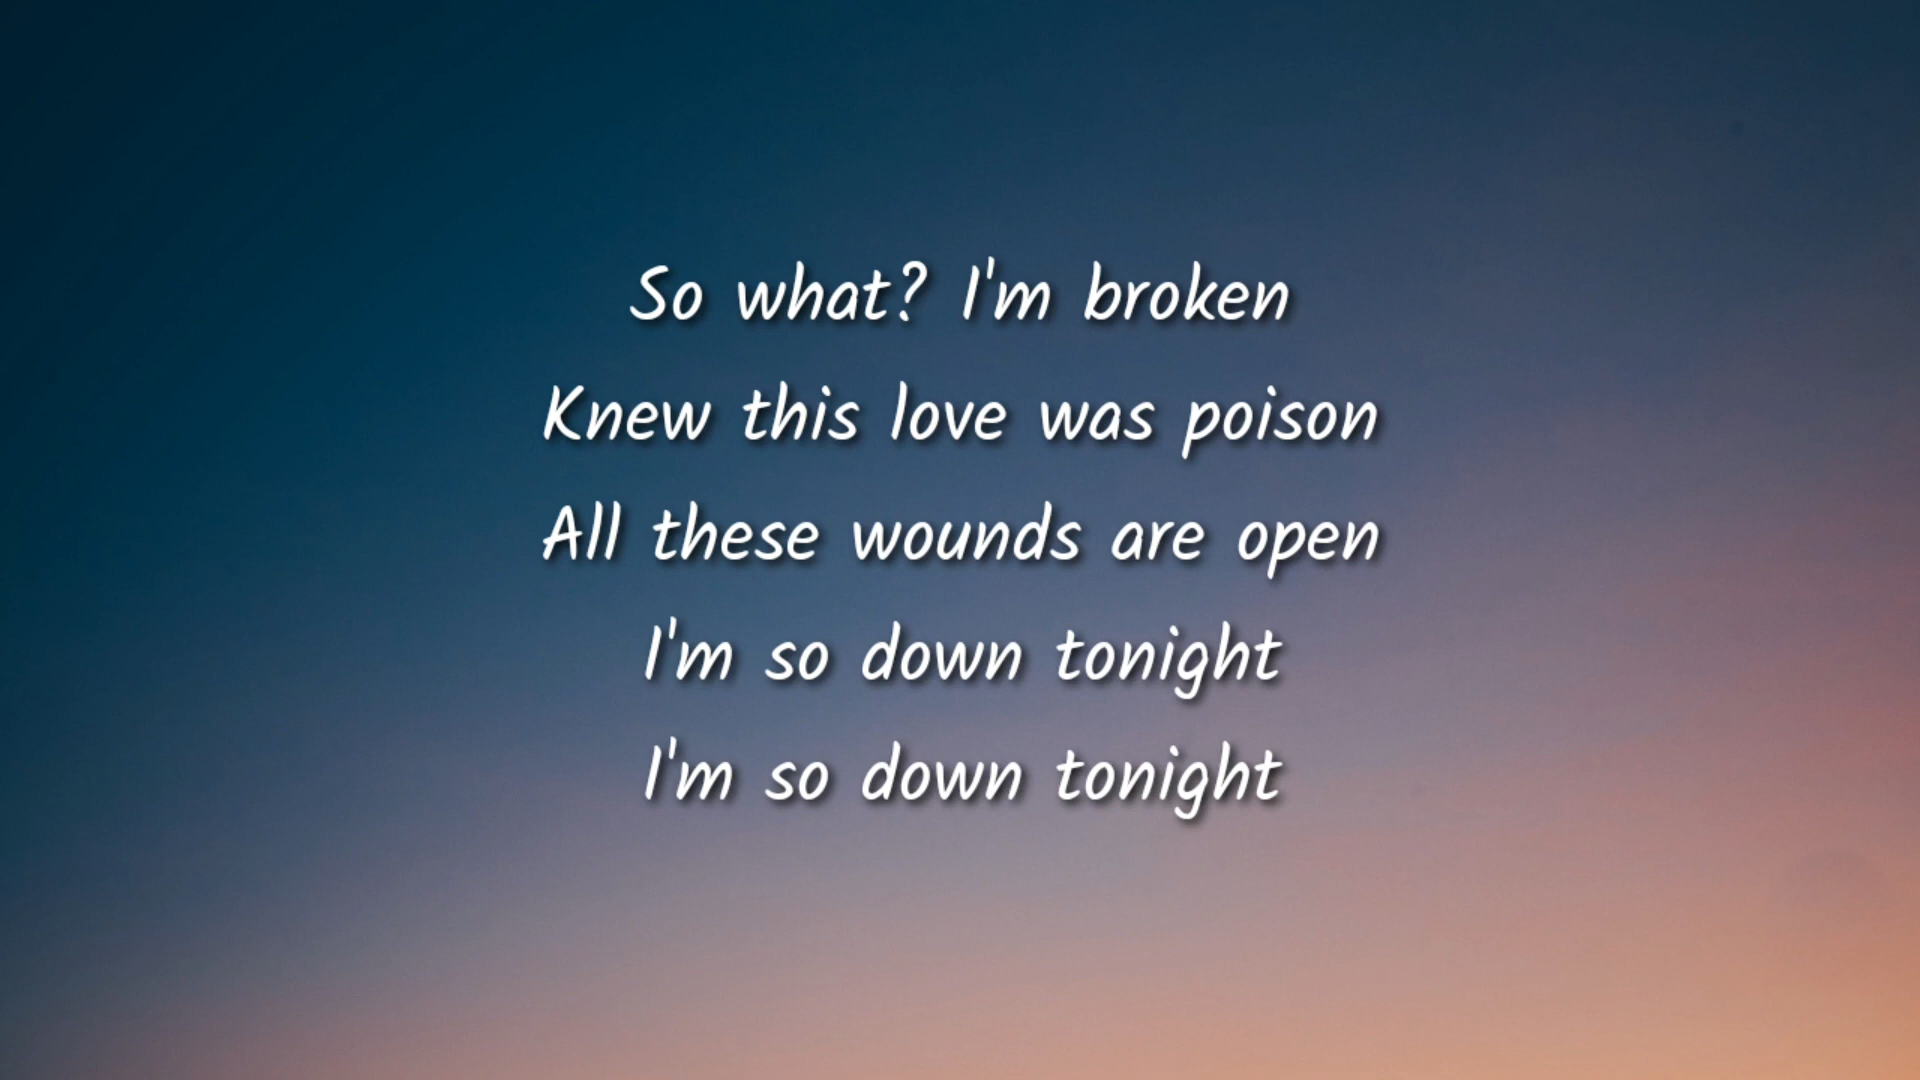 So what? I'm broken
Knew this love was poison
All these wounds are open
I'm so down tonight
I'm so down tonight